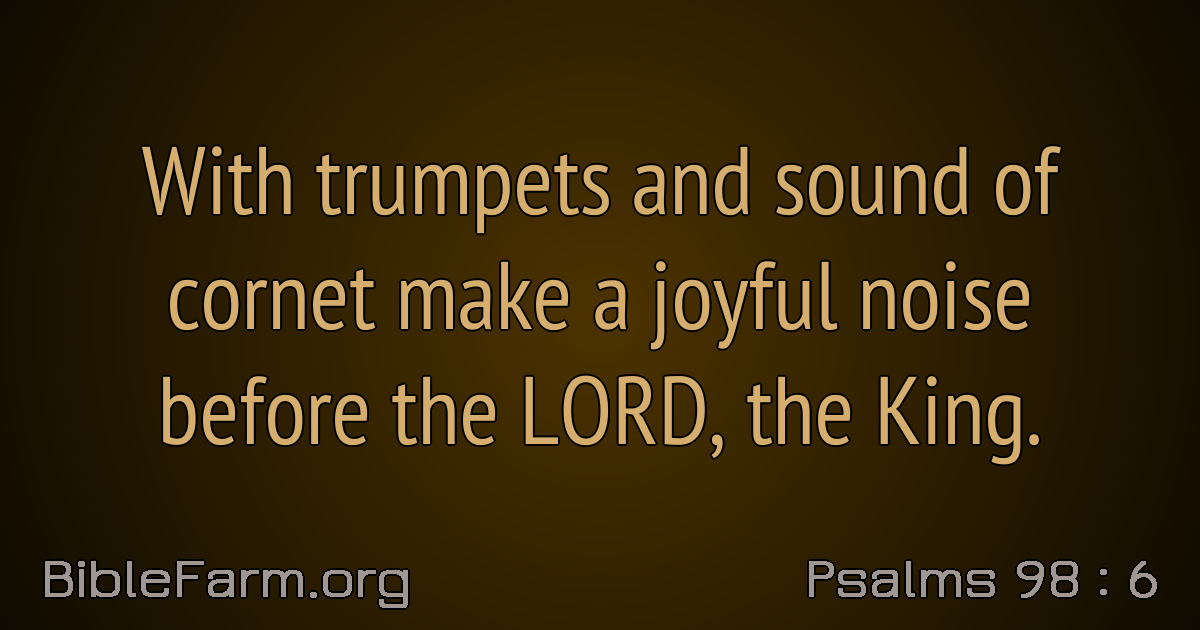 With trumpets and sound of
cornet make a joyful noise
before the LORD, the King.
BibleFarm.org
Psalms 98 : 6